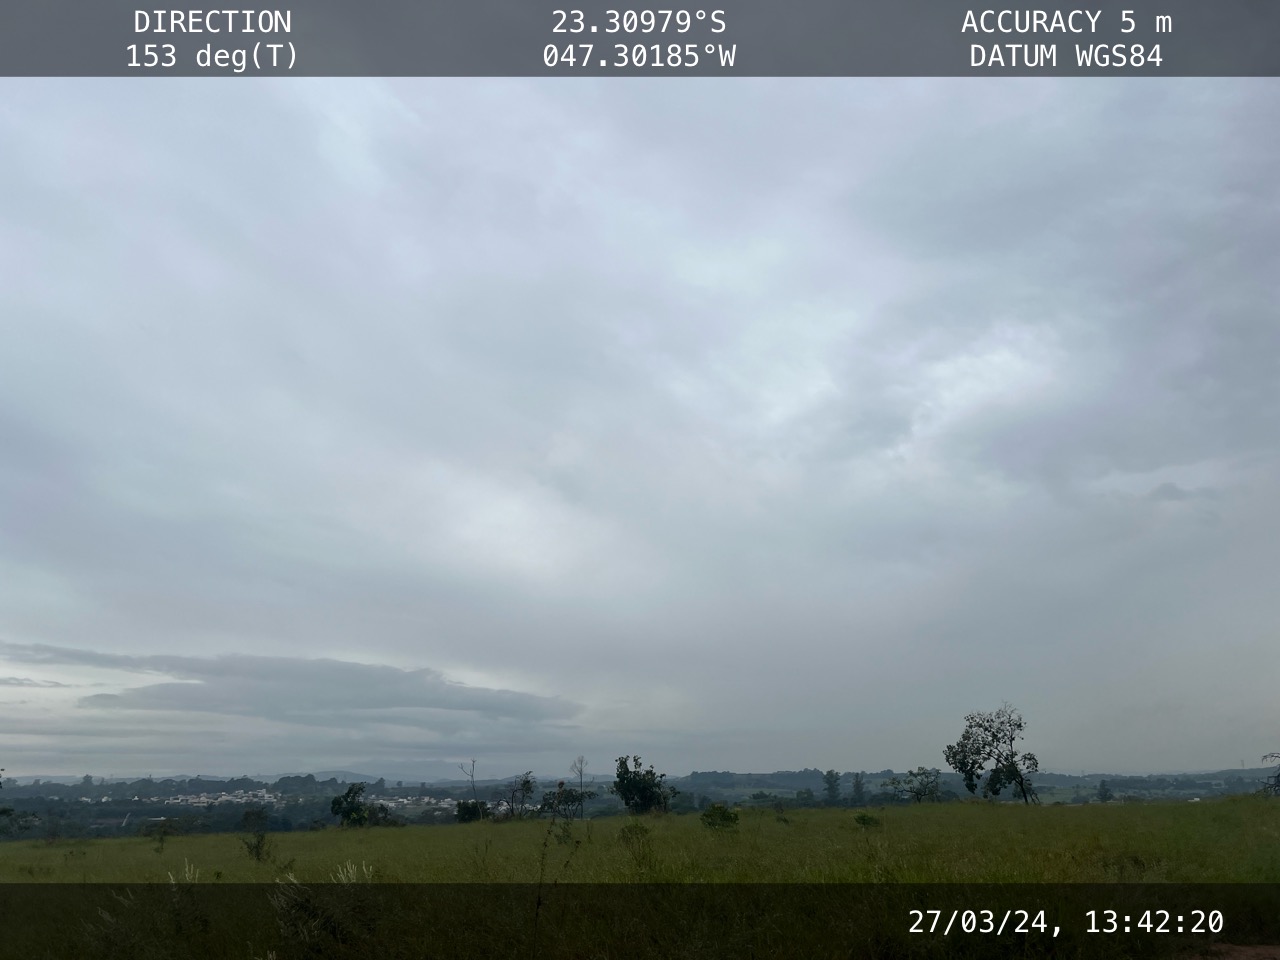 DIRECTION
153 deg(T)
23.30979°S
047.30185°W
ACCURACY 5 m
DATUM WGS84
27/03/24, 13:42:20